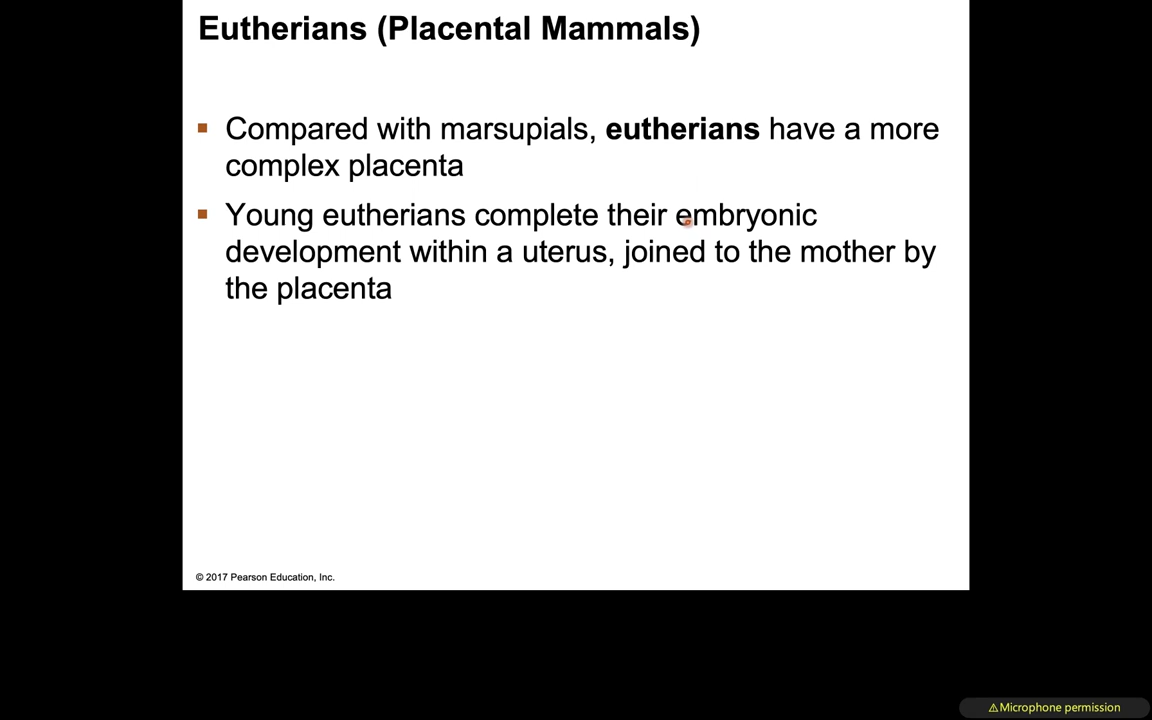 Eutherians (Placental Mammals)
Compared with marsupials, eutherians have a more
complex placenta
Young eutherians complete their embryonic
development within a uterus, joined to the mother by
the placenta
© 2017 Pearson Education, Inc.
⚠Microphone permission